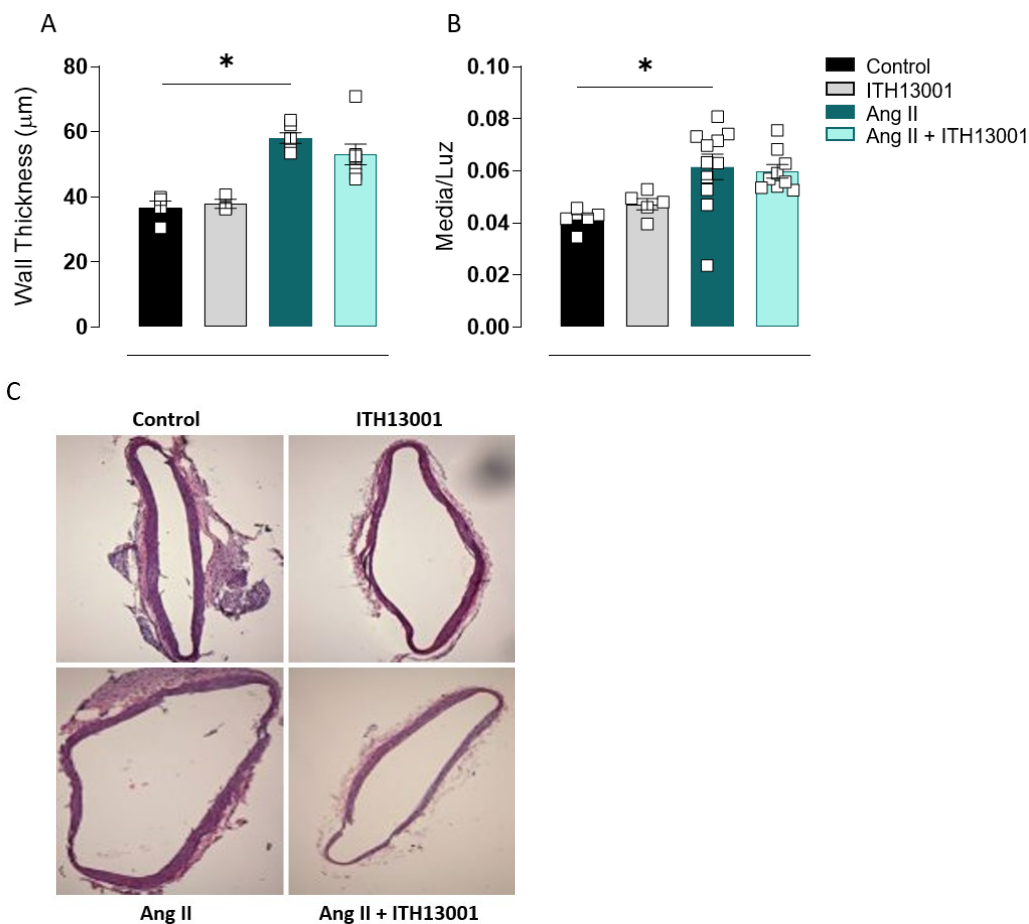 A
B
*
*
Wall Thickness (μm)
80
60
40
20
0
Media/Luz
0.10
0.08
0.06
0.04
0.02
0.00
Control
ITH13001
Ang II
Ang II + ITH13001
C
Control
ITH13001
Ang II
Ang II + ITH13001